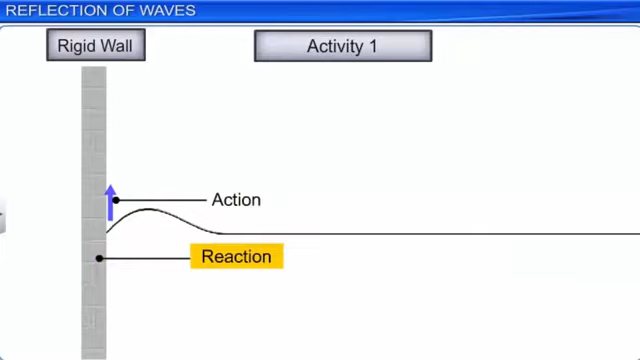 REFLECTION OF WAVES
Rigid Wall
Activity 1
Action
Reaction